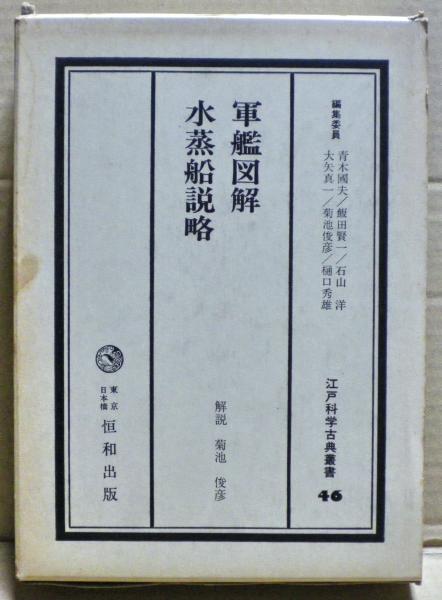 編集委員
青木國夫／飯田賢一／石山　洋
大矢真一／菊池俊彦／樋口秀雄
江戸科学古典叢書
46
軍艦図解
水蒸船説略
解説　菊池　俊彦
東京
日本橋
恒和出版